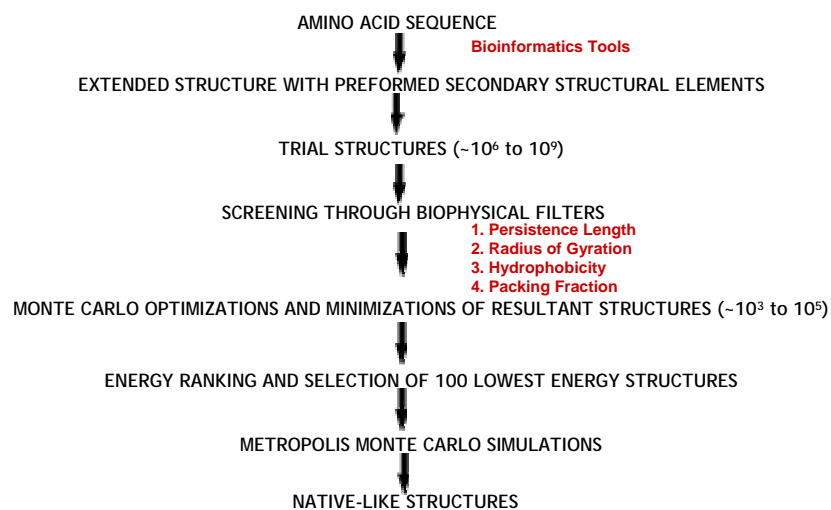 AMINO ACID SEQUENCE
Bioinformatics Tools
EXTENDED STRUCTURE WITH PREFORMED SECONDARY STRUCTURAL ELEMENTS
TRIAL STRUCTURES (~10⁶ to 10⁹)
SCREENING THROUGH BIOPHYSICAL FILTERS
1. Persistence Length
2. Radius of Gyration
3. Hydrophobicity
4. Packing Fraction
MONTE CARLO OPTIMIZATIONS AND MINIMIZATIONS OF RESULTANT STRUCTURES (~10³ to 10⁵)
ENERGY RANKING AND SELECTION OF 100 LOWEST ENERGY STRUCTURES
METROPOLIS MONTE CARLO SIMULATIONS
NATIVE-LIKE STRUCTURES